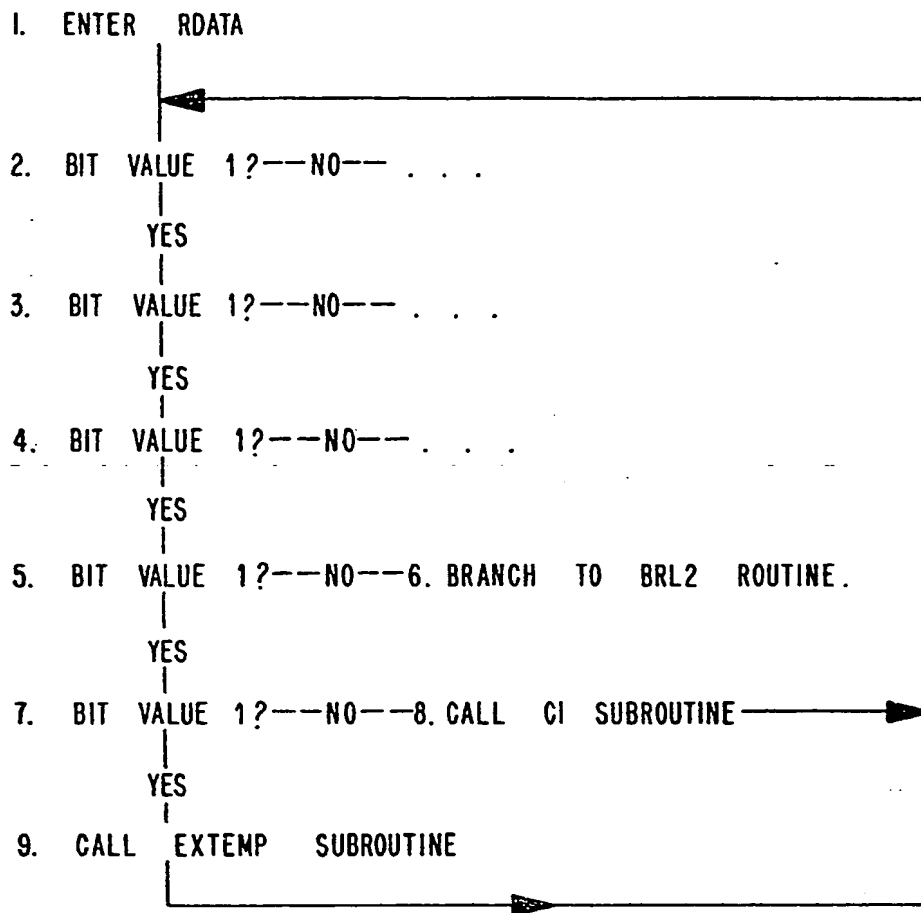 1. ENTER RDATA
2. BIT VALUE 1?--NO-- . . .
YES
3. BIT VALUE 1?--NO-- . . .
YES
4. BIT VALUE 1?--NO-- . . .
YES
5. BIT VALUE 1?--NO--6. BRANCH TO BRL2 ROUTINE.
YES
7. BIT VALUE 1?--NO--8. CALL CI SUBROUTINE
YES
9. CALL EXTEMP SUBROUTINE